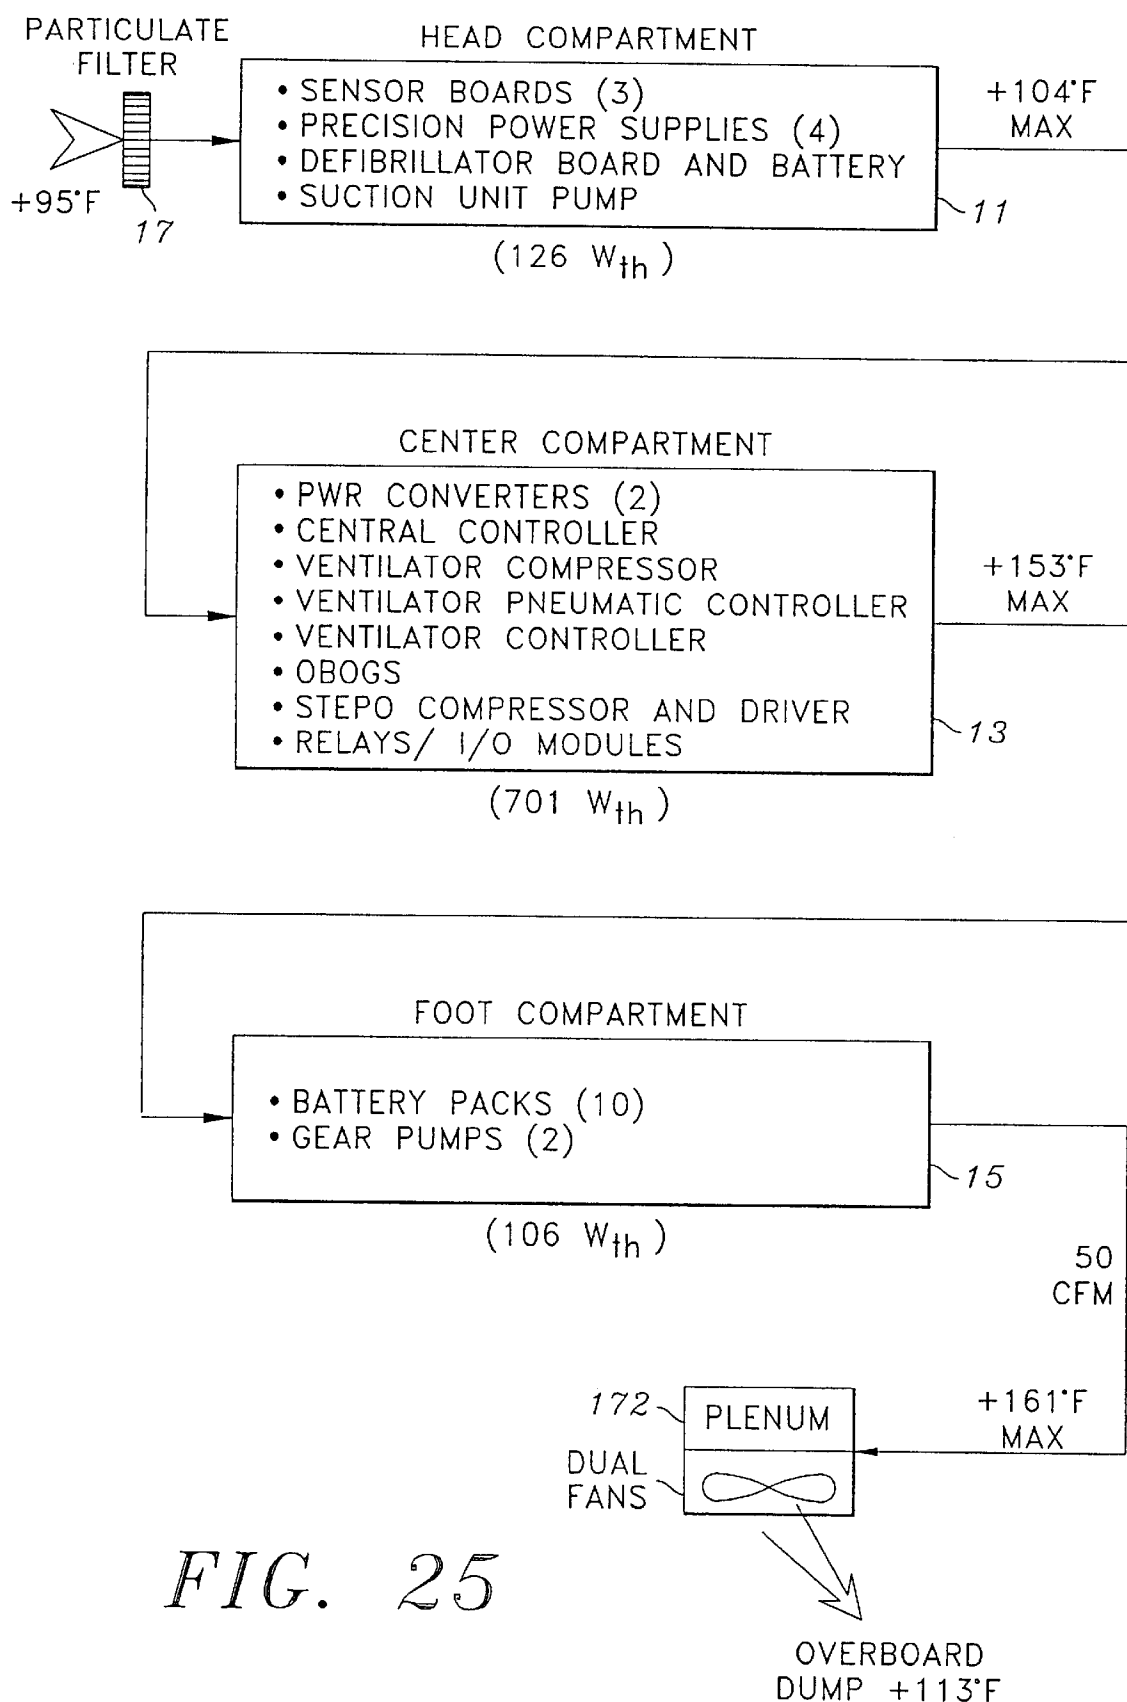 PARTICULATE
FILTER
HEAD COMPARTMENT
• SENSOR BOARDS (3)
• PRECISION POWER SUPPLIES (4)
• DEFIBRILLATOR BOARD AND BATTERY
• SUCTION UNIT PUMP
+104°F
MAX
+95°F
17
11
(126 Wth)
CENTER COMPARTMENT
• PWR CONVERTERS (2)
• CENTRAL CONTROLLER
• VENTILATOR COMPRESSOR
• VENTILATOR PNEUMATIC CONTROLLER
• VENTILATOR CONTROLLER
• OBOGS
• STEPO COMPRESSOR AND DRIVER
• RELAYS/ I/O MODULES
+153°F
MAX
13
(701 Wth)
FOOT COMPARTMENT
• BATTERY PACKS (10)
• GEAR PUMPS (2)
15
(106 Wth)
50
CFM
172
PLENUM
+161°F
MAX
DUAL
FANS
FIG. 25
OVERBOARD
DUMP +113°F